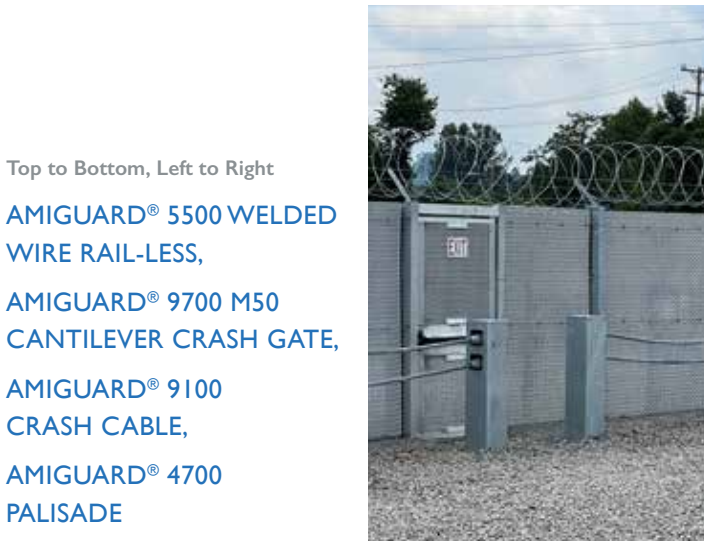 Top to Bottom, Left to Right
AMIGUARD® 5500 WELDED
WIRE RAIL-LESS,
AMIGUARD® 9700 M50
CANTILEVER CRASH GATE,
AMIGUARD® 9100
CRASH CABLE,
AMIGUARD® 4700
PALISADE
EXIT